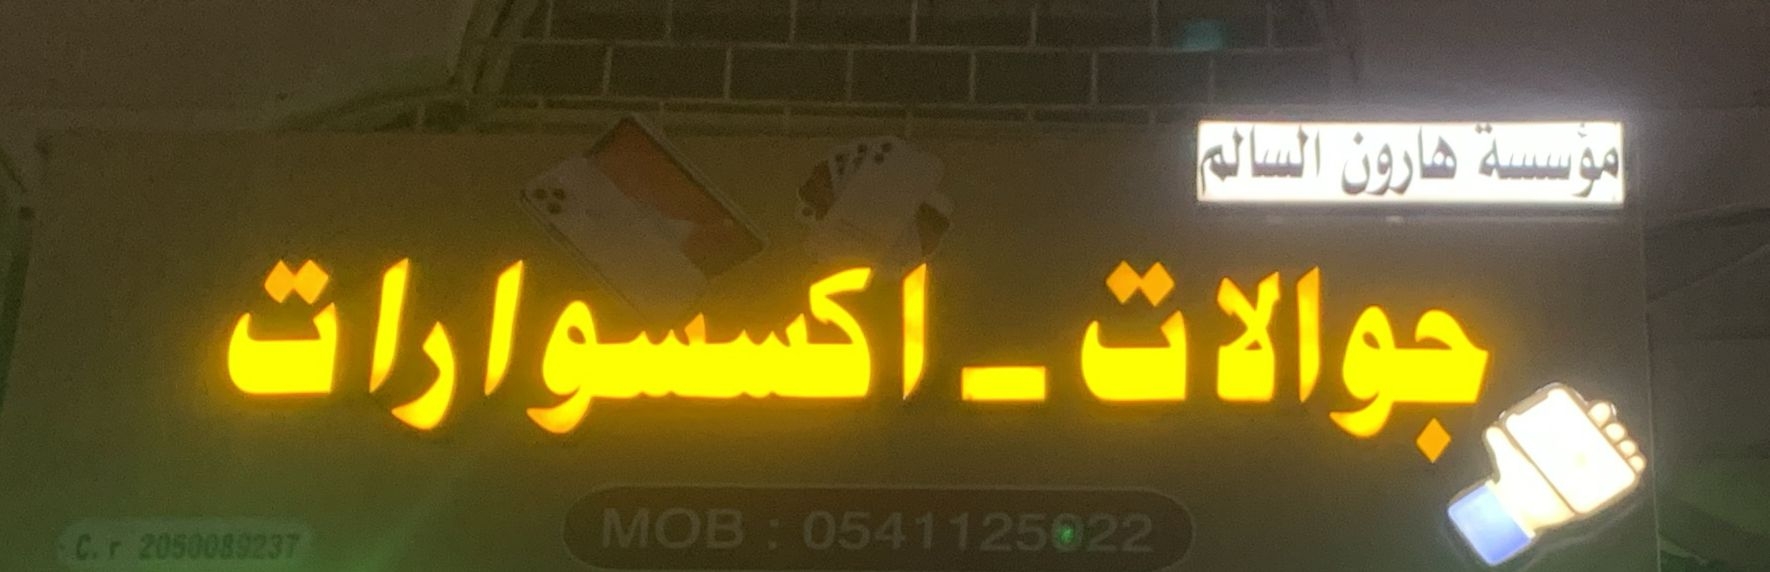 مؤسسة هارون السالم
جوالات - اكسسوارات
MOB : 0541125022
C. r 2050089237